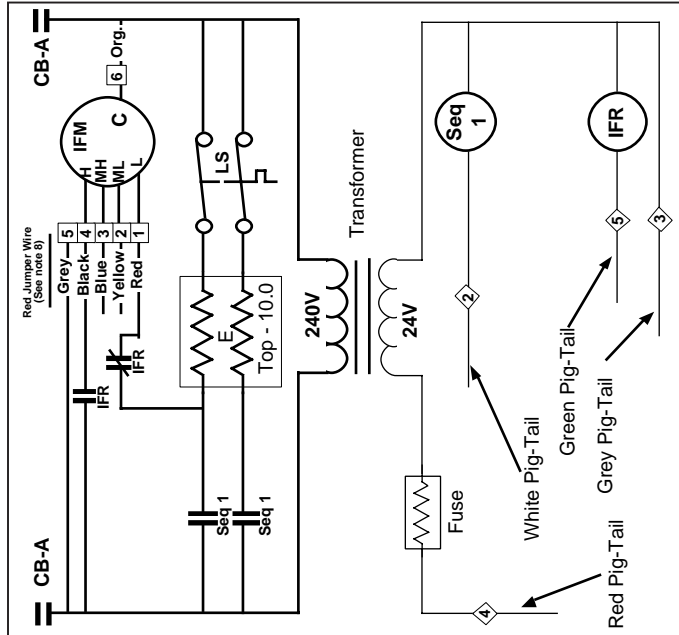 CB-A
CB-A
Red Jumper Wire
(See note 8)
5
4
3
2
1
Grey
Black
Blue
Yellow
Red
H
MH
ML
L
IFM
C
6
Org.
IFR
IFR
Seq 1
Seq 1
E
Top - 10.0
LS
240V
24V
Transformer
Fuse
4
Red Pig-Tail
2
White Pig-Tail
Seq
1
5
Green Pig-Tail
IFR
3
Grey Pig-Tail